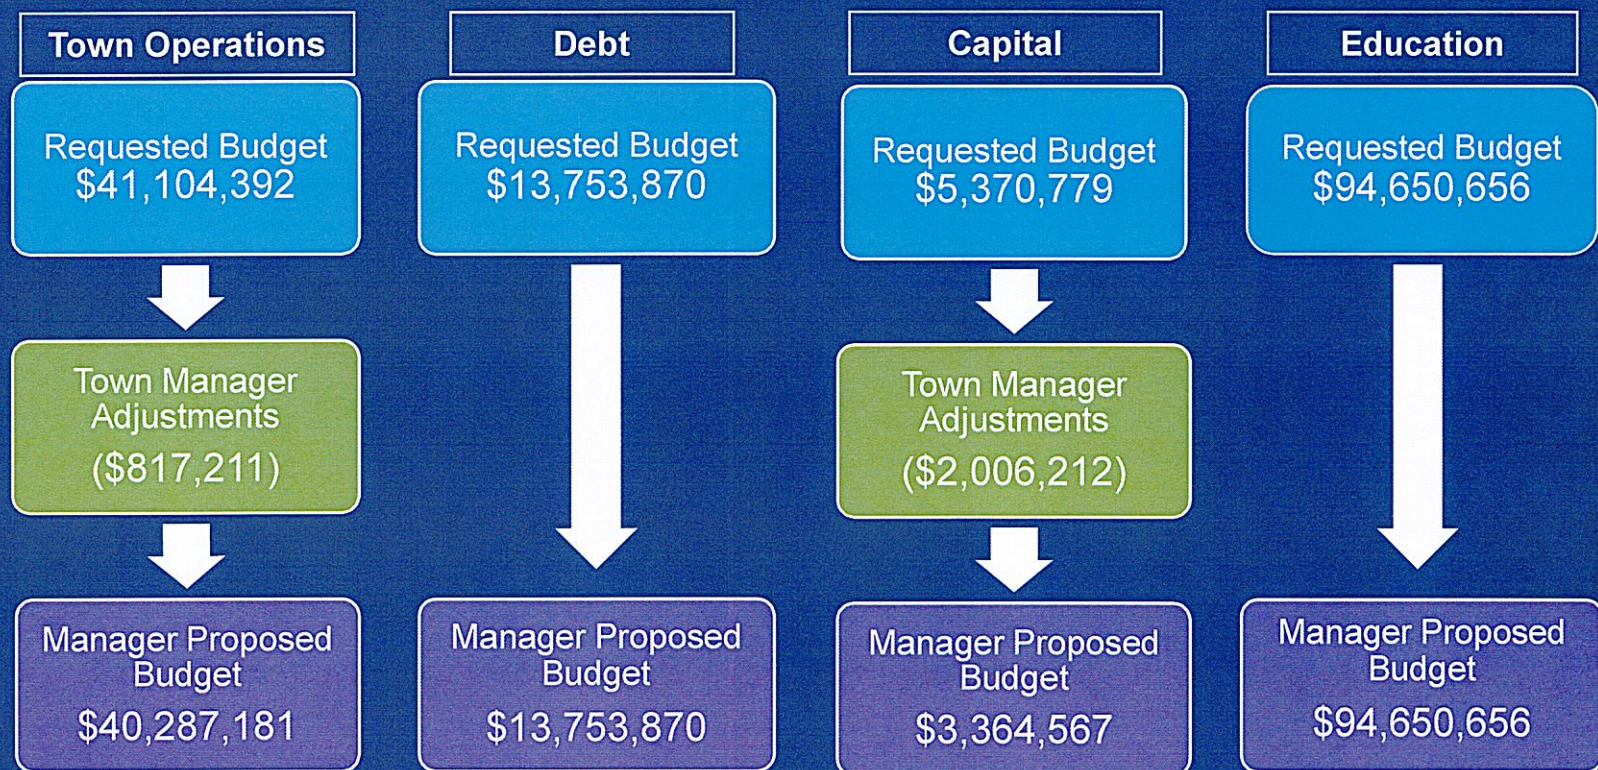 Town Operations
Requested Budget
$41,104,392
Town Manager
Adjustments
($817,211)
Manager Proposed
Budget
$40,287,181
Debt
Requested Budget
$13,753,870
Manager Proposed
Budget
$13,753,870
Capital
Requested Budget
$5,370,779
Town Manager
Adjustments
($2,006,212)
Manager Proposed
Budget
$3,364,567
Education
Requested Budget
$94,650,656
Manager Proposed
Budget
$94,650,656